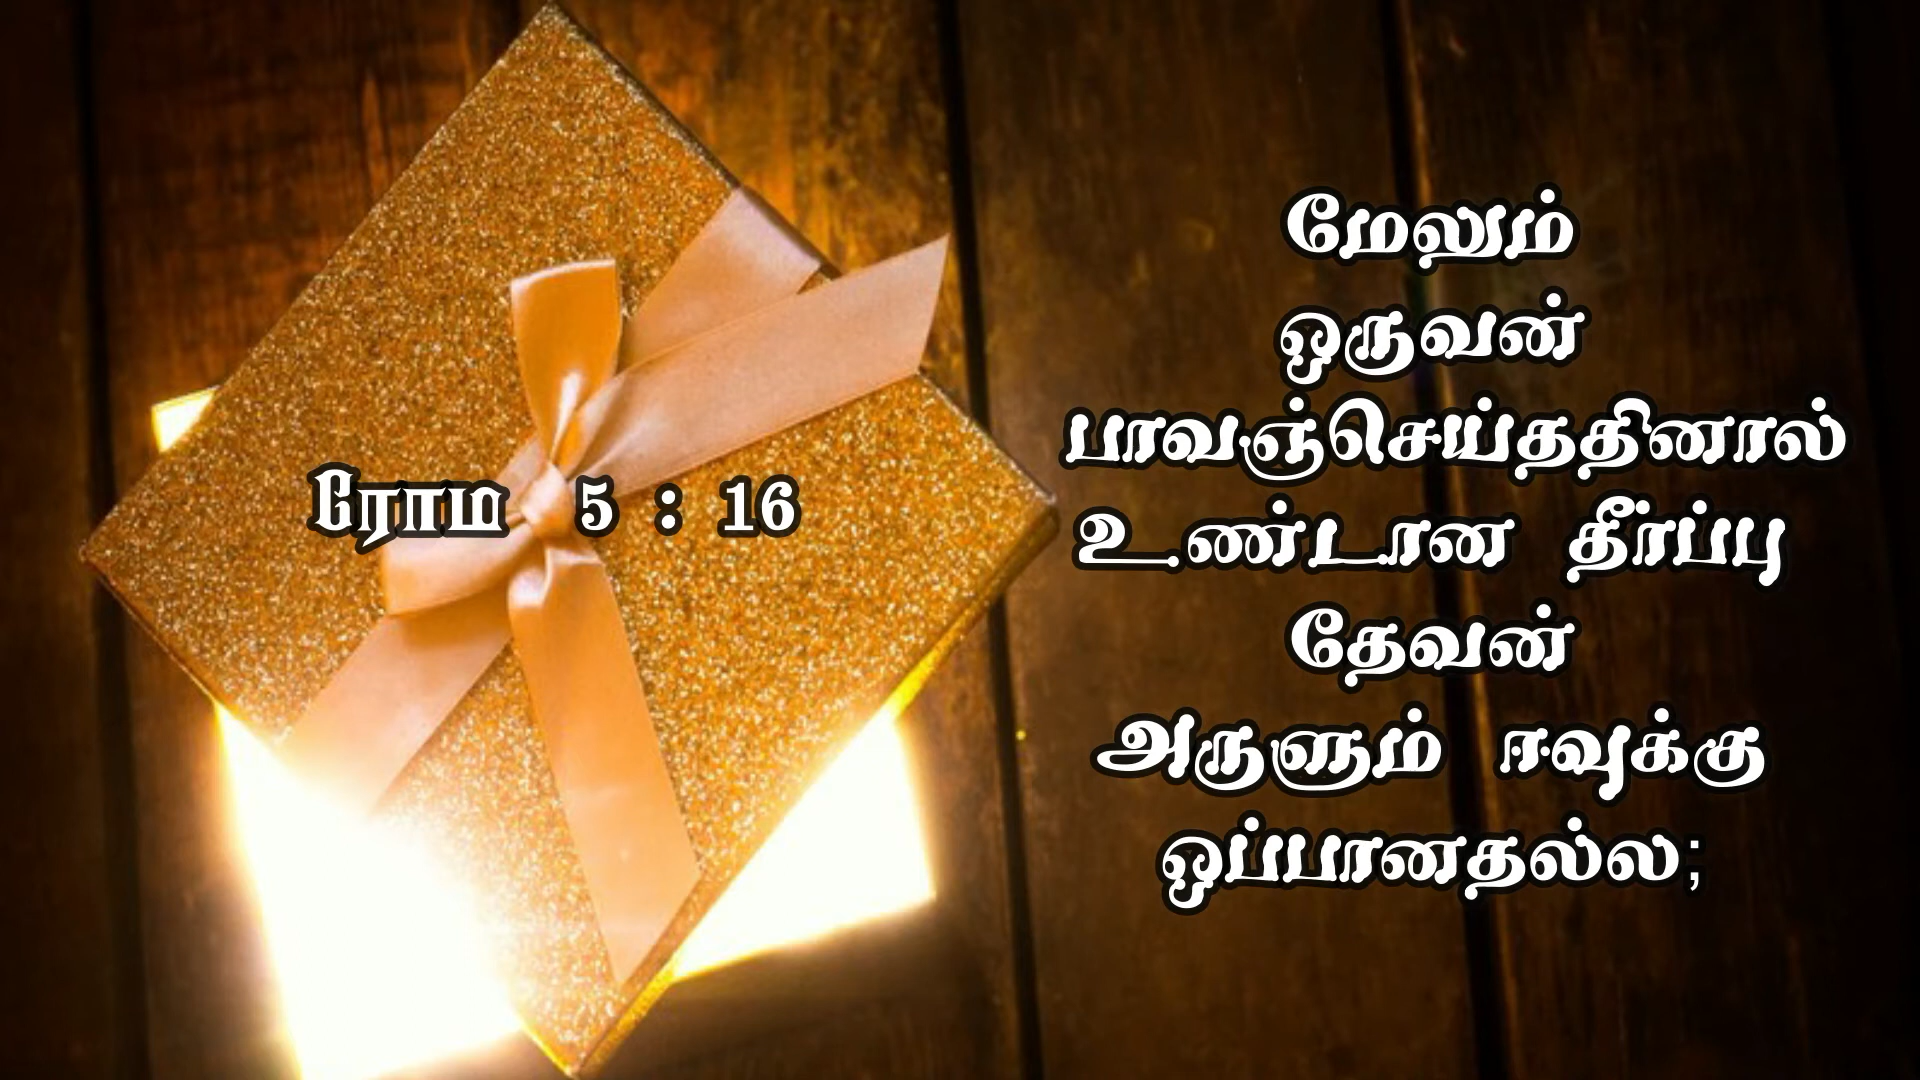 ரோம 5 : 16
மேலும்
ஒருவன்
பாவஞ்செய்ததினால்
உண்டான தீர்ப்பு
தேவன்
அருளும் ஈவுக்கு
ஒப்பானதல்ல;